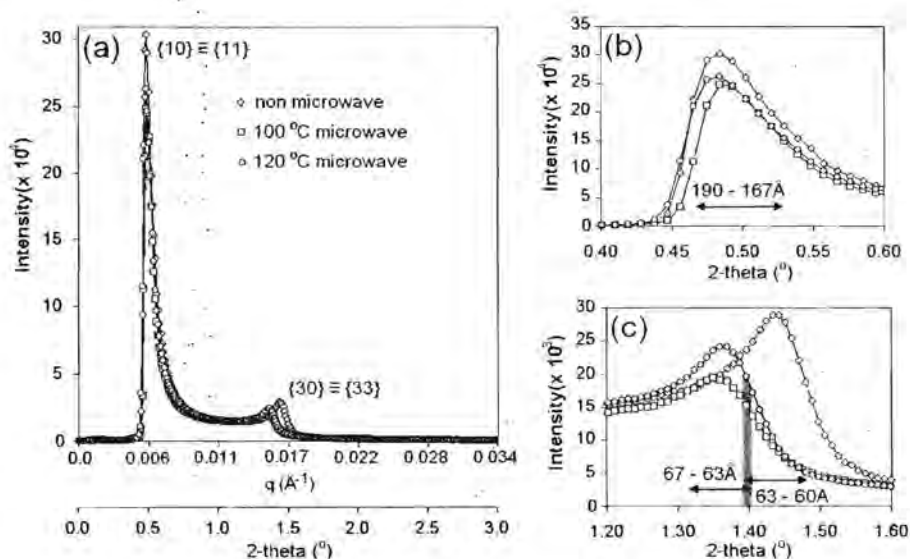 (a)
{10} ≡ {11}
non microwave
100 °C microwave
120 °C microwave
{30} ≡ {33}
Intensity(x 10⁴)
30
25
20
15
10
5
0
0.0 0.006 0.011 0.017 0.022 0.028 0.034
q (Å⁻¹)
0.0 0.5 1.0 1.5 2.0 2.5 3.0
2-theta (°)
(b)
Intensity(x 10⁴)
35
30
25
20
15
10
5
0
190 - 167Å
0.40 0.45 0.50 0.55 0.60
2-theta (°)
(c)
Intensity(x 10³)
30
25
20
15
10
5
0
67 - 63Å
63 - 60Å
1.20 1.30 1.40 1.50 1.60
2-theta (°)